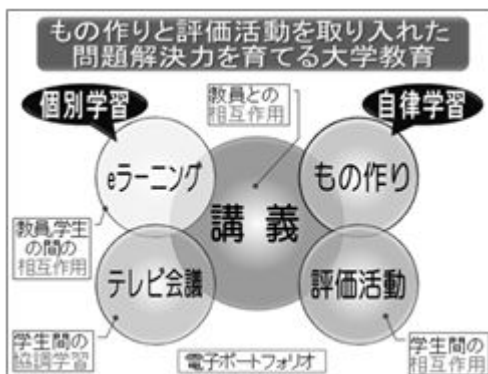 もの作りと評価活動を取り入れた
問題解決力を育てる大学教育
個別学習
教員との
相互作用
自律学習
eラーニング
もの作り
講義
教員,学生
の間の
相互作用
テレビ会議
評価活動
学生間の
協調学習
電子ポートフォリオ
学生間の
相互作用